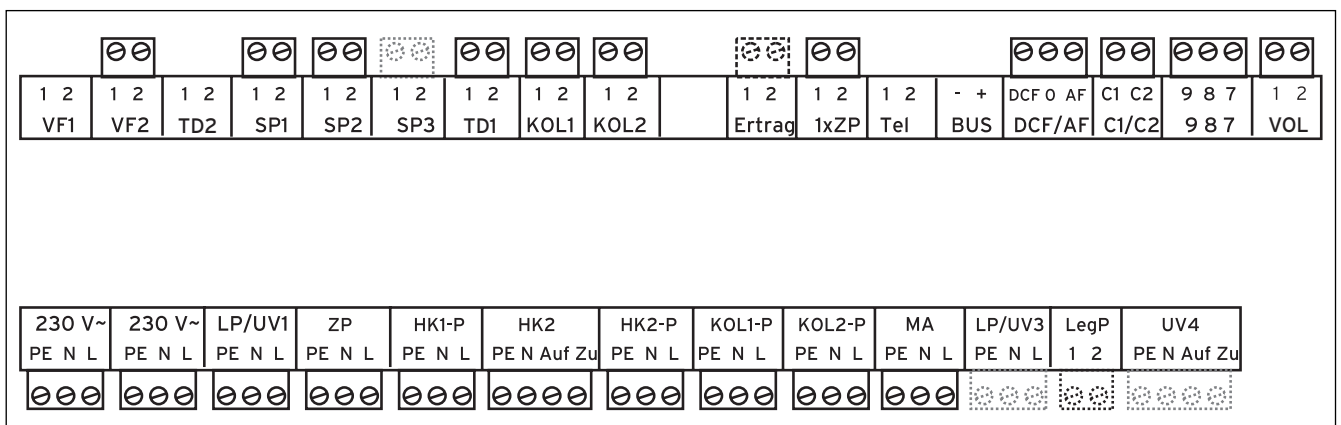 1 2 1 2 1 2 1 2 1 2 1 2 1 2 1 2 1 2 1 2 1 2 1 2 - + DCF O AF C1 C2 9 8 7 1 2
VF1 VF2 TD2 SP1 SP2 SP3 TD1 KOL1 KOL2 Ertrag 1xZP Tel BUS DCF/AF C1/C2 9 8 7 VOL
230 V~ 230 V~ LP/UV1 ZP HK1-P HK2 HK2-P KOL1-P KOL2-P MA LP/UV3 LegP UV4
PE N L PE N L PE N L PE N L PE N L PE N Auf Zu PE N L PE N L PE N L PE N L PE N L 1 2 PE N Auf Zu